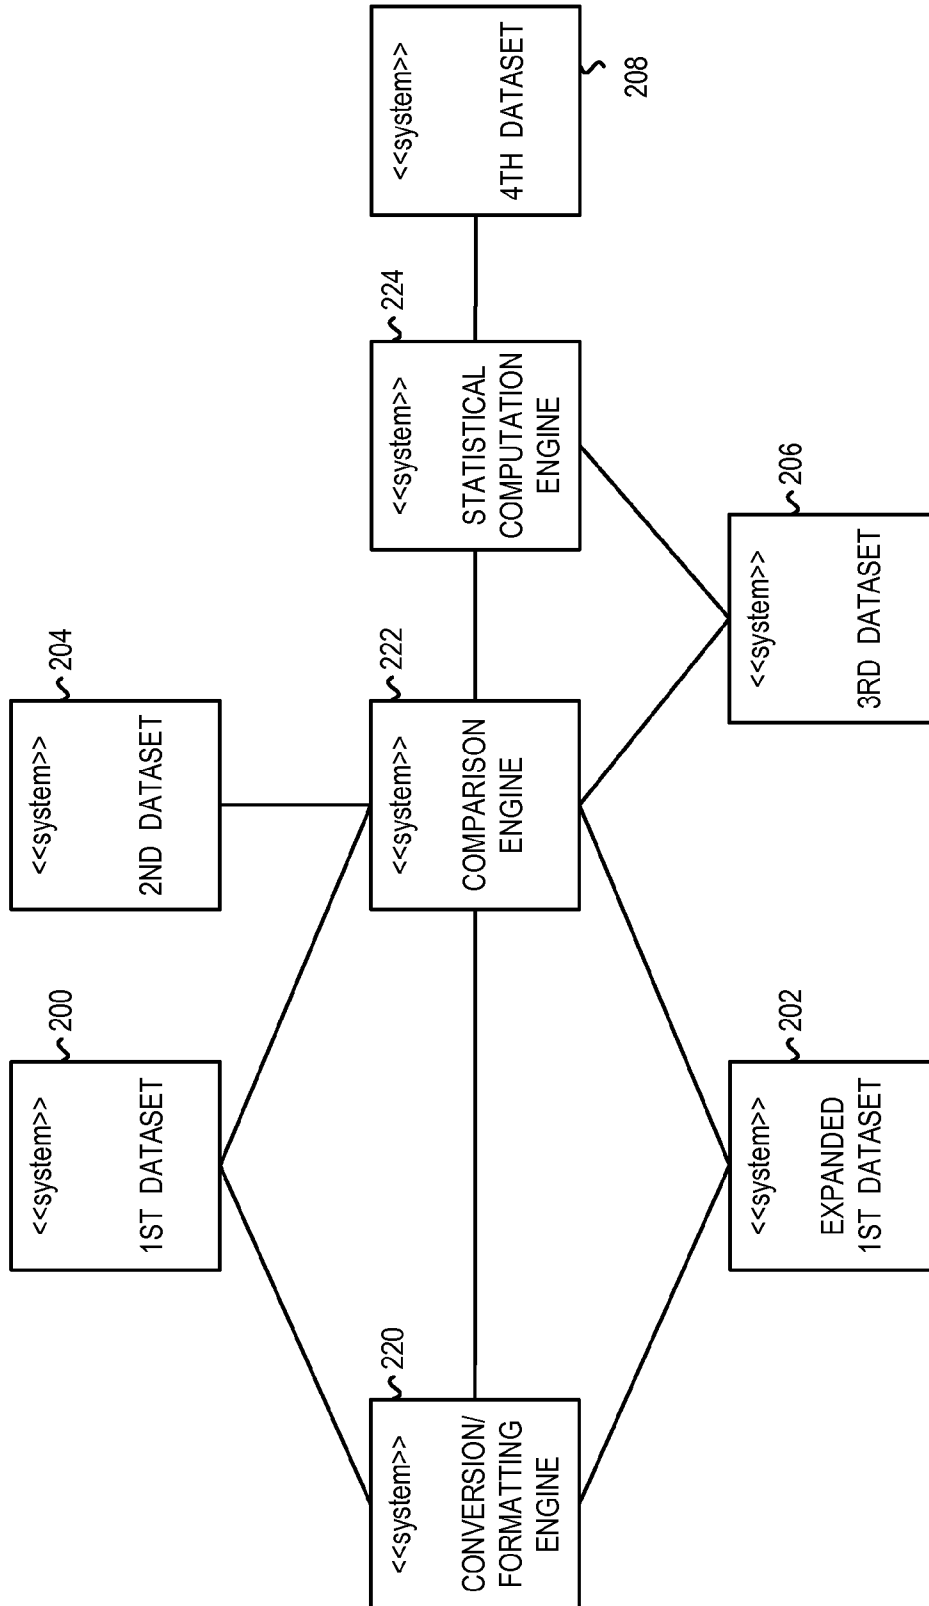 <<system>>
1ST DATASET
200
<<system>>
2ND DATASET
204
<<system>>
CONVERSION/
FORMATTING
ENGINE
220
<<system>>
COMPARISON
ENGINE
222
<<system>>
STATISTICAL
COMPUTATION
ENGINE
224
<<system>>
4TH DATASET
208
<<system>>
EXPANDED
1ST DATASET
202
<<system>>
3RD DATASET
206